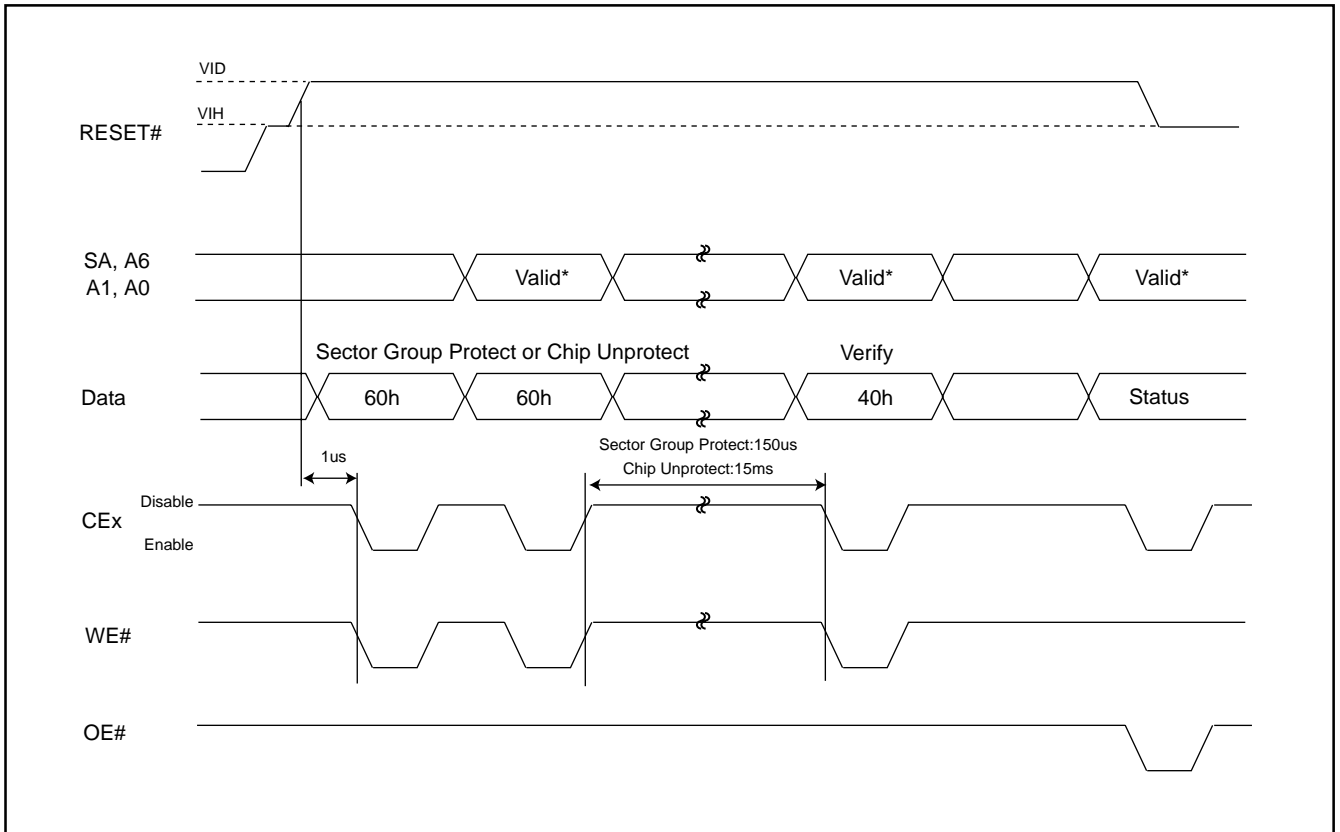 VID
VIH
RESET#
SA, A6
A1, A0
Valid*
Valid*
Valid*
Sector Group Protect or Chip Unprotect
Verify
Data
60h
60h
40h
Status
Sector Group Protect:150us
Chip Unprotect:15ms
1us
CEx
Disable
Enable
WE#
OE#